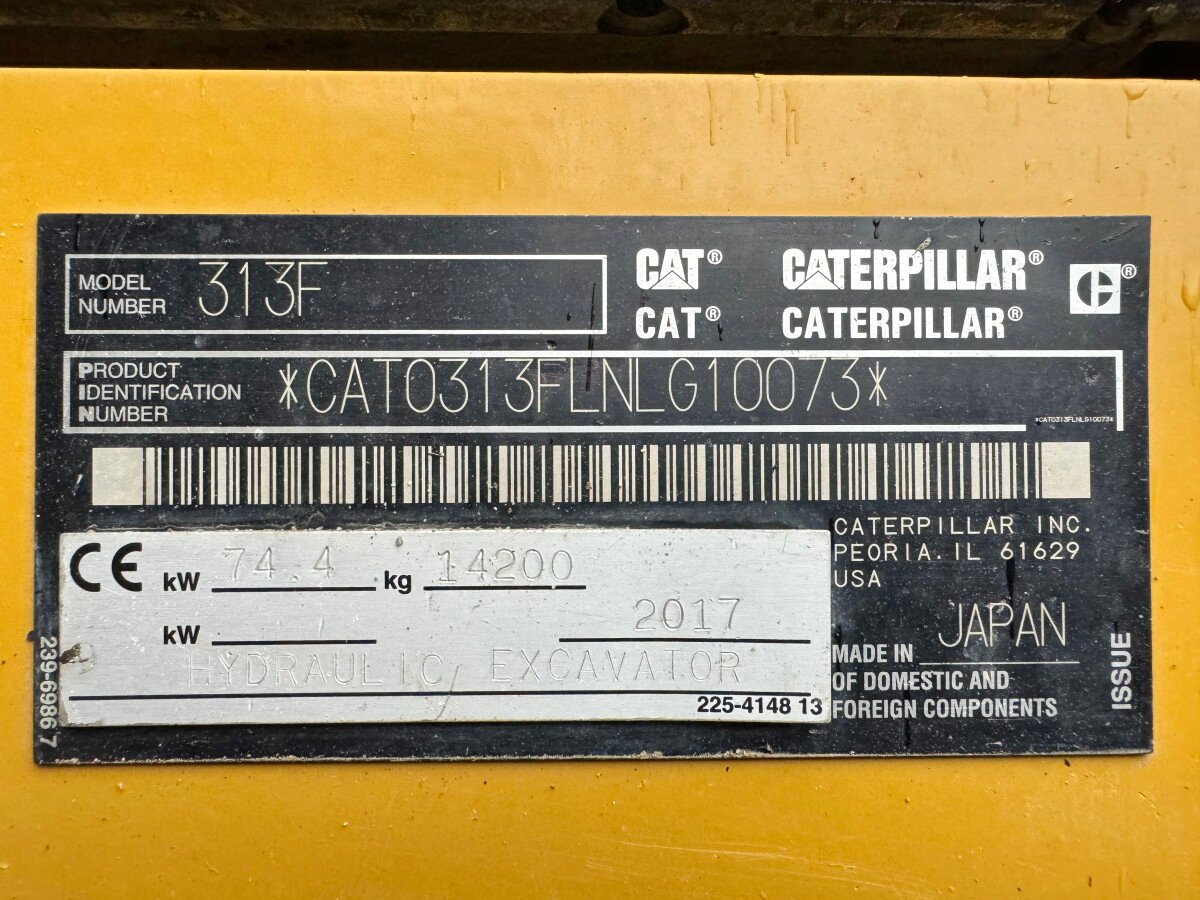 MODEL NUMBER 313F
CAT® CATERPILLAR® C®
CAT® CATERPILLAR®
PRODUCT IDENTIFICATION NUMBER *CAT0313FLNLG10073*
*CAT0313FLNLG10073*
CE kW 74.4 kg 14200
kW 2017
HYDRAULIC EXCAVATOR
225-4148 13
239-6986 7
CATERPILLAR INC.
PEORIA. IL 61629
USA
MADE IN JAPAN
OF DOMESTIC AND
FOREIGN COMPONENTS
ISSUE